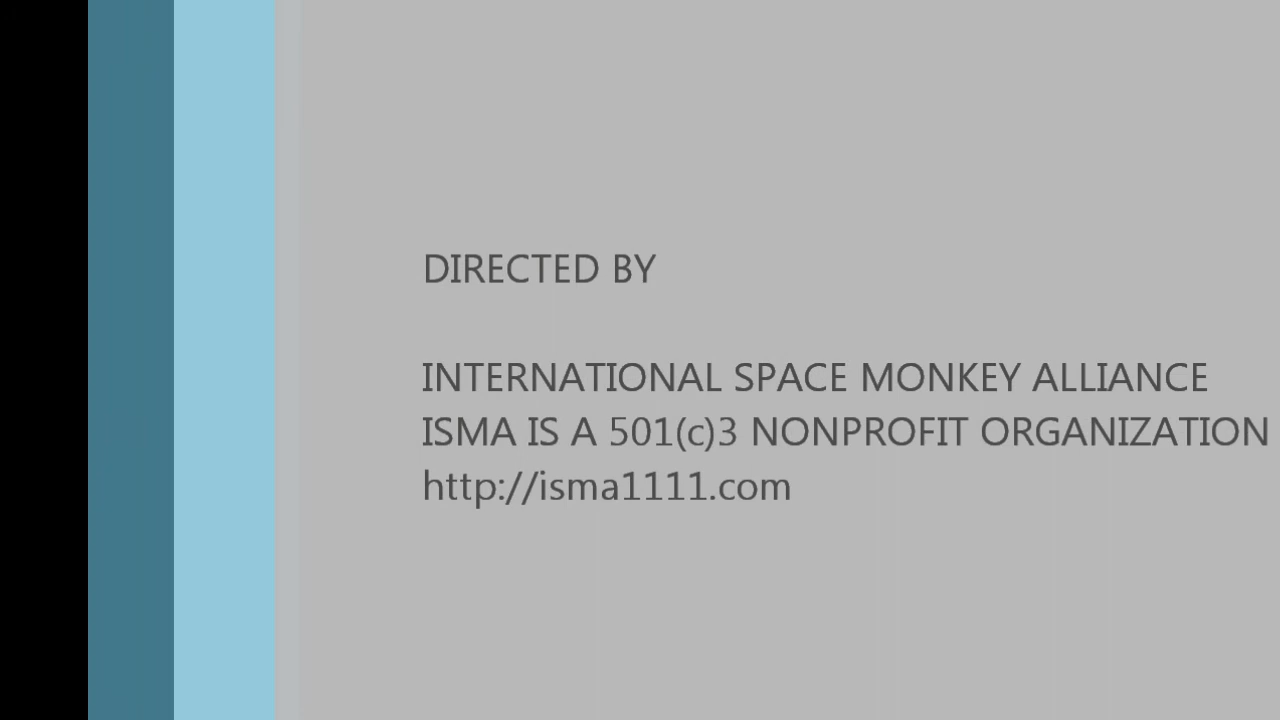 DIRECTED BY
INTERNATIONAL SPACE MONKEY ALLIANCE
ISMA IS A 501(c)3 NONPROFIT ORGANIZATION
http://isma1111.com